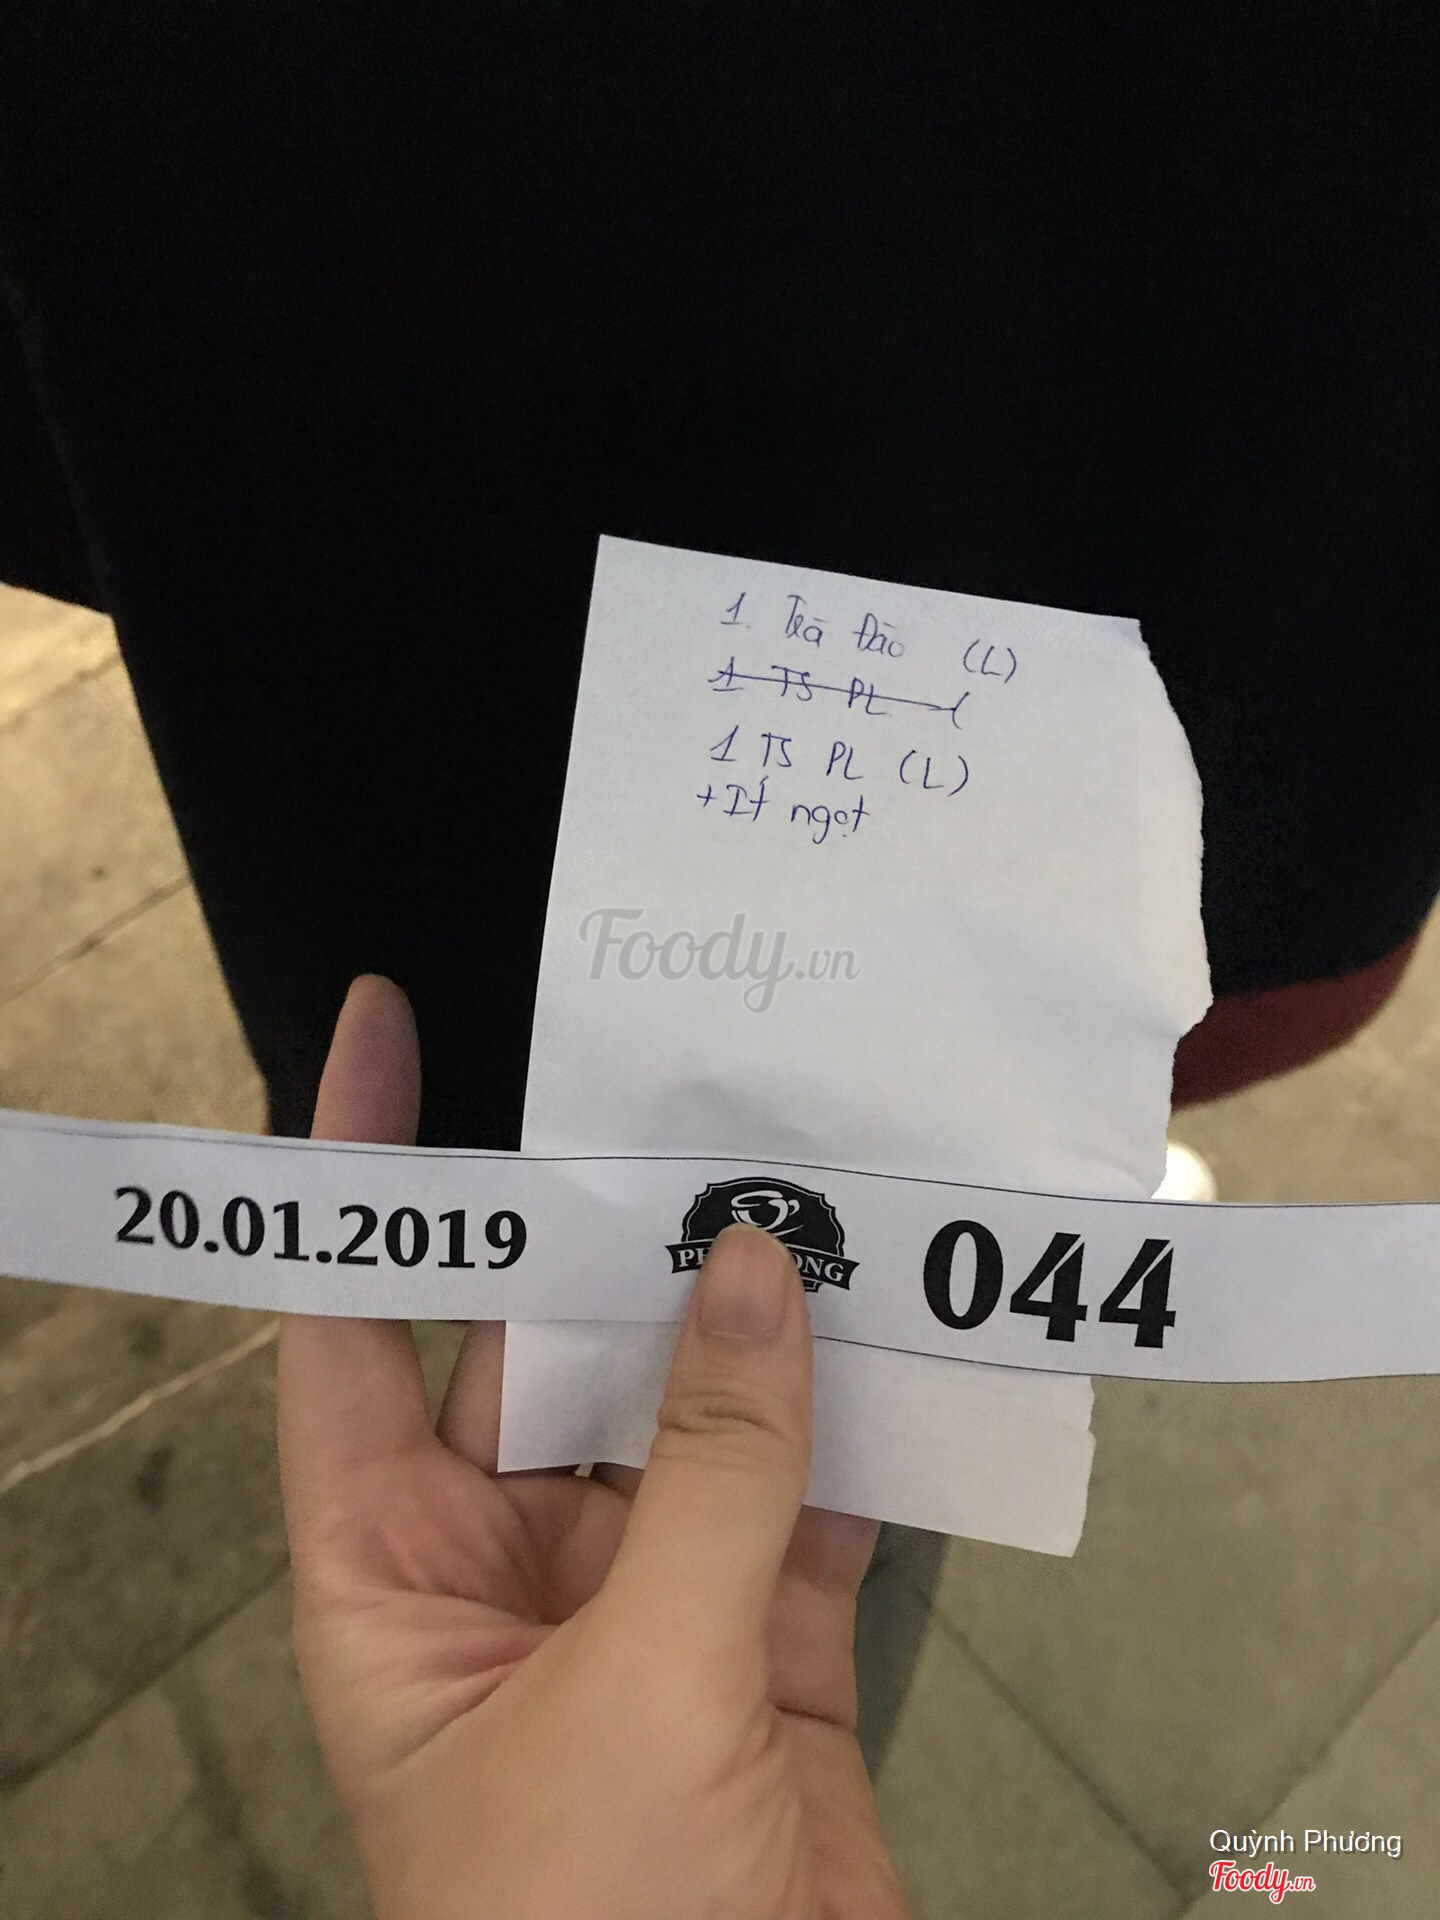 1. Trà Đào (L)
1 TS PL (
1 TS PL (L)
+ Ít ngọt
Foody.vn
20.01.2019
044
Quỳnh Phương
Foody.vn